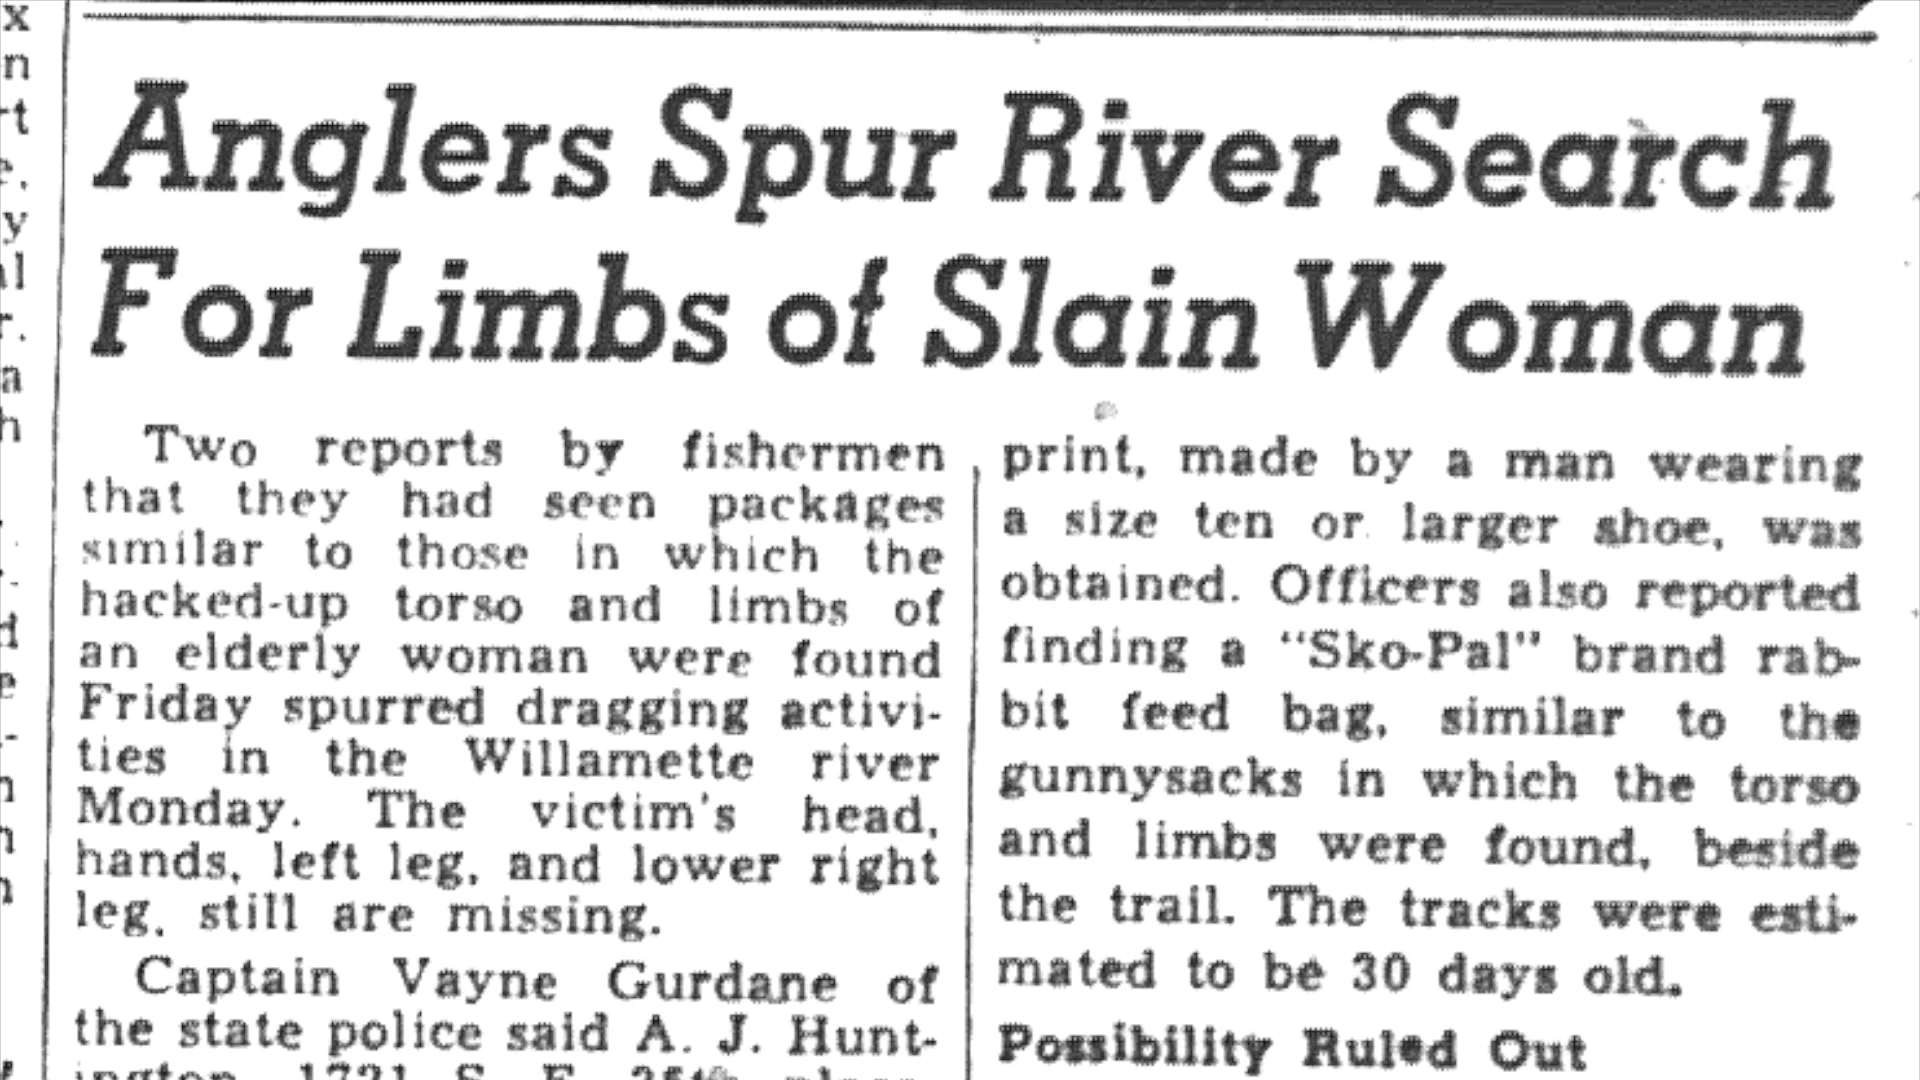 Anglers Spur River Search
For Limbs of Slain Woman
Two reports by fishermen
that they had seen packages
similar to those in which the
hacked-up torso and limbs of
an elderly woman were found
Friday spurred dragging activi-
ties in the Willamette river
Monday. The victim's head,
hands, left leg, and lower right
leg, still are missing.
Captain Vayne Gurdane of
the state police said A. J. Hunt-
ington, 1721 S. E. 35th place,
print, made by a man wearing
a size ten or larger shoe, was
obtained. Officers also reported
finding a "Sko-Pal" brand rab-
bit feed bag, similar to the
gunnysacks in which the torso
and limbs were found, beside
the trail. The tracks were esti-
mated to be 30 days old.
Possibility Ruled Out